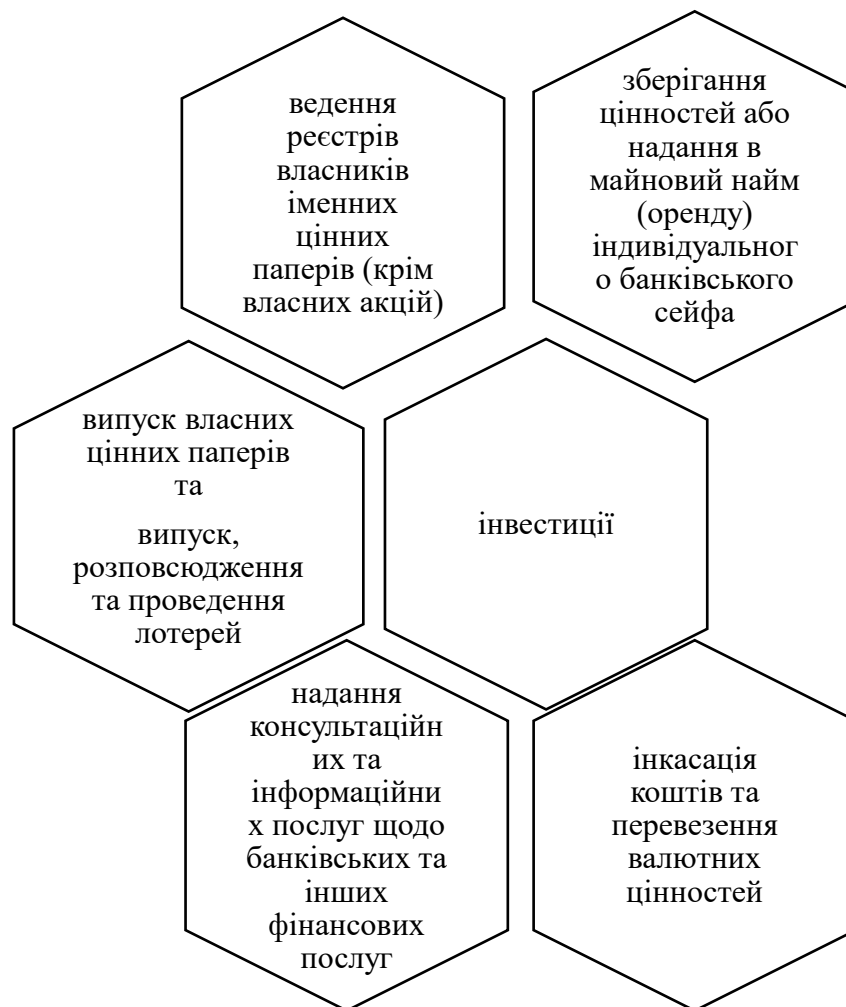 ведення
реєстрів
власників
іменних
цінних
паперів (крім
власних акцій)
зберігання
цінностей або
надання в
майновий найм
(оренду)
індивідуальног
о банківського
сейфа
випуск власних
цінних паперів
та
випуск,
розповсюдження
та проведення
лотерей
інвестиції
надання
консультаційн
их та
інформаційни
х послуг щодо
банківських та
інших
фінансових
послуг
інкасація
коштів та
перевезення
валютних
цінностей